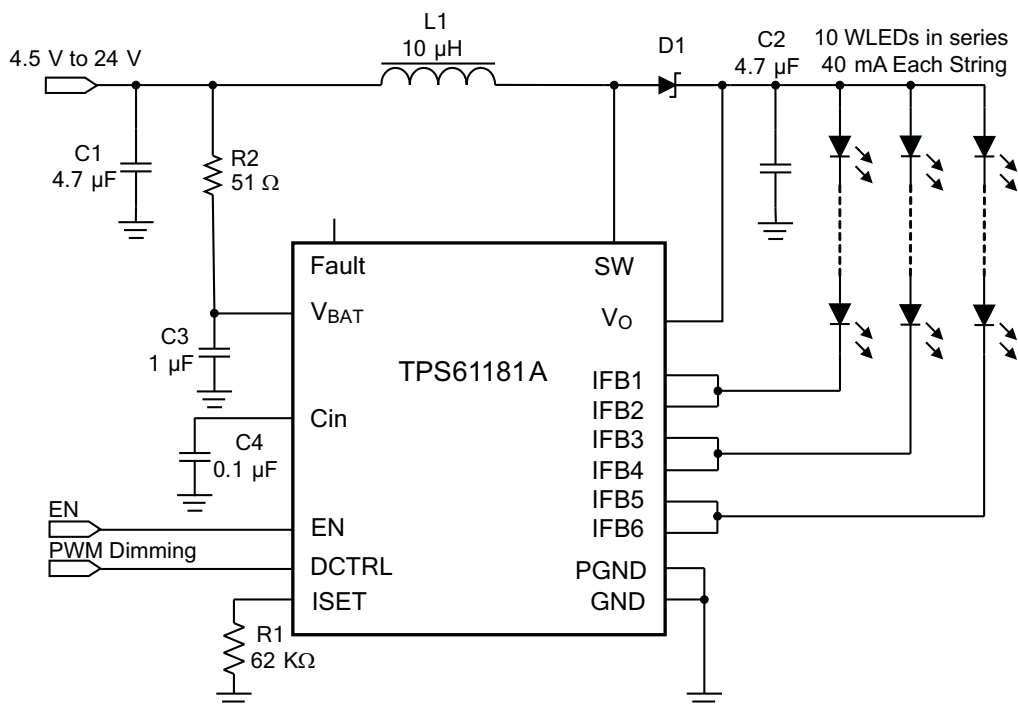 4.5 V to 24 V
L1
10 µH
D1
C2
4.7 µF
10 WLEDs in series
40 mA Each String
C1
4.7 µF
R2
51 Ω
Fault
SW
VBAT
VO
C3
1 µF
TPS61181A
IFB1
IFB2
IFB3
IFB4
IFB5
IFB6
Cin
C4
0.1 µF
EN
EN
PWM Dimming
DCTRL
PGND
ISET
GND
R1
62 KΩ